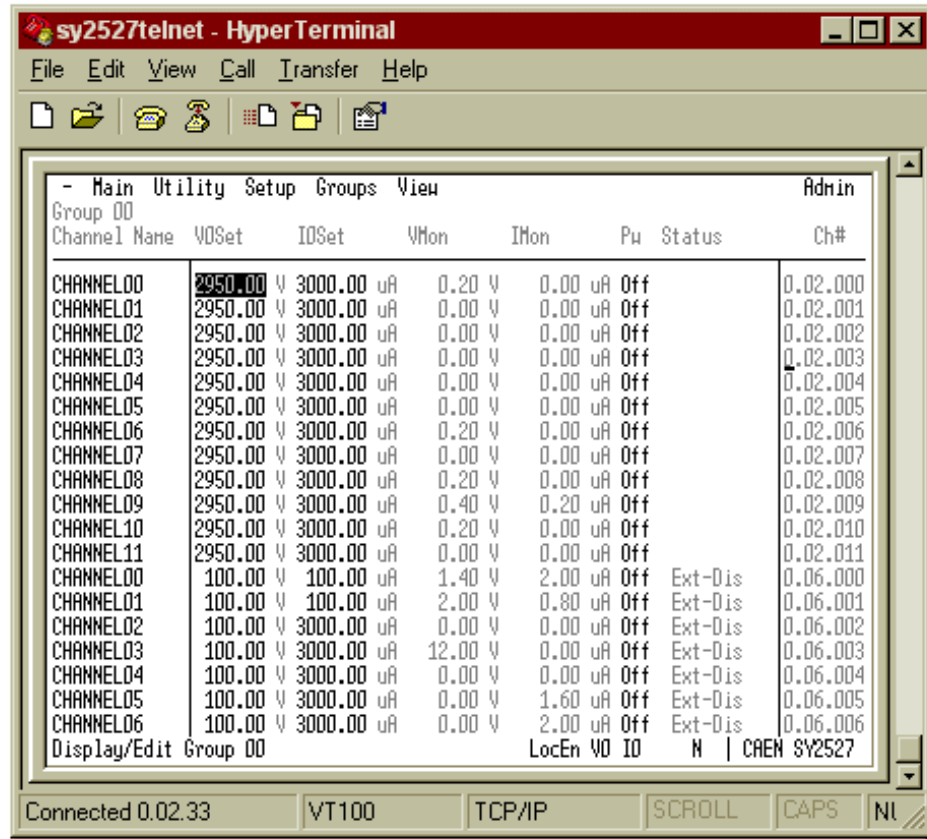 sy2527telnet - HyperTerminal
File Edit View Call Transfer Help
- Main Utility Setup Groups View Admin
Group 00
Channel Name V0Set I0Set VMon IMon Pw Status Ch#
CHANNEL00 2950.00 V 3000.00 uA 0.20 V 0.00 uA Off 0.02.000
CHANNEL01 2950.00 V 3000.00 uA 0.00 V 0.00 uA Off 0.02.001
CHANNEL02 2950.00 V 3000.00 uA 0.00 V 0.00 uA Off 0.02.002
CHANNEL03 2950.00 V 3000.00 uA 0.00 V 0.00 uA Off 0.02.003
CHANNEL04 2950.00 V 3000.00 uA 0.00 V 0.00 uA Off 0.02.004
CHANNEL05 2950.00 V 3000.00 uA 0.00 V 0.00 uA Off 0.02.005
CHANNEL06 2950.00 V 3000.00 uA 0.20 V 0.00 uA Off 0.02.006
CHANNEL07 2950.00 V 3000.00 uA 0.00 V 0.00 uA Off 0.02.007
CHANNEL08 2950.00 V 3000.00 uA 0.20 V 0.00 uA Off 0.02.008
CHANNEL09 2950.00 V 3000.00 uA 0.40 V 0.20 uA Off 0.02.009
CHANNEL10 2950.00 V 3000.00 uA 0.20 V 0.00 uA Off 0.02.010
CHANNEL11 2950.00 V 3000.00 uA 0.00 V 0.00 uA Off 0.02.011
CHANNEL00 100.00 V 100.00 uA 1.40 V 2.00 uA Off Ext-Dis 0.06.000
CHANNEL01 100.00 V 100.00 uA 2.00 V 0.80 uA Off Ext-Dis 0.06.001
CHANNEL02 100.00 V 3000.00 uA 0.00 V 0.00 uA Off Ext-Dis 0.06.002
CHANNEL03 100.00 V 3000.00 uA 12.00 V 0.00 uA Off Ext-Dis 0.06.003
CHANNEL04 100.00 V 3000.00 uA 0.00 V 0.00 uA Off Ext-Dis 0.06.004
CHANNEL05 100.00 V 3000.00 uA 0.00 V 1.60 uA Off Ext-Dis 0.06.005
CHANNEL06 100.00 V 3000.00 uA 0.00 V 2.00 uA Off Ext-Dis 0.06.006
Display/Edit Group 00 LocEn V0 I0 N | CAEN SY2527
Connected 0.02.33 VT100 TCP/IP SCROLL CAPS NU